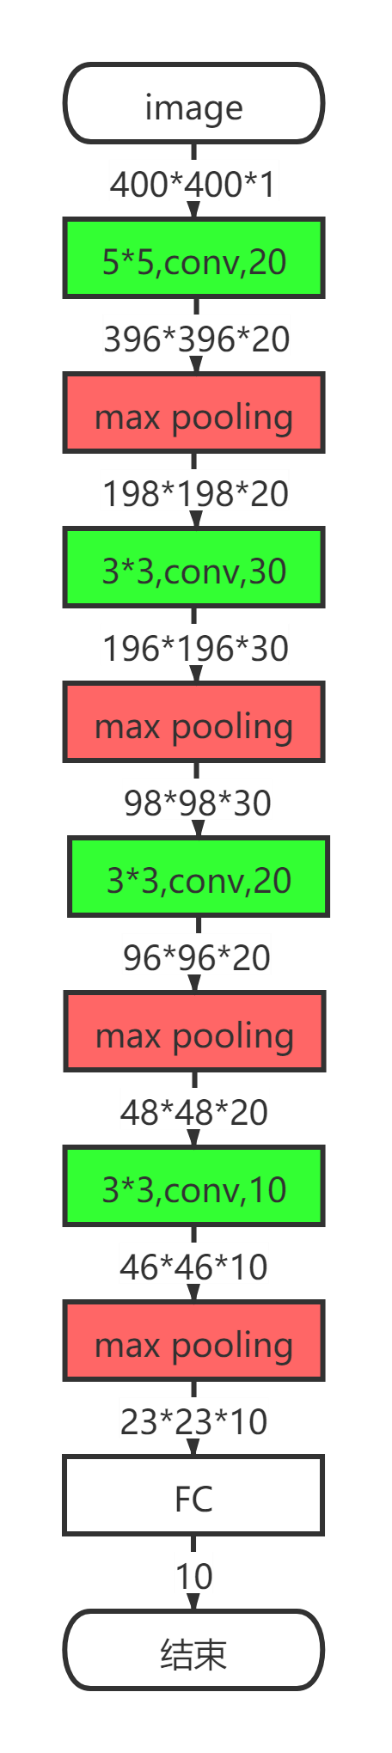 image
400*400*1
5*5,conv,20
396*396*20
max pooling
198*198*20
3*3,conv,30
196*196*30
max pooling
98*98*30
3*3,conv,20
96*96*20
max pooling
48*48*20
3*3,conv,10
46*46*10
max pooling
23*23*10
FC
10
结束